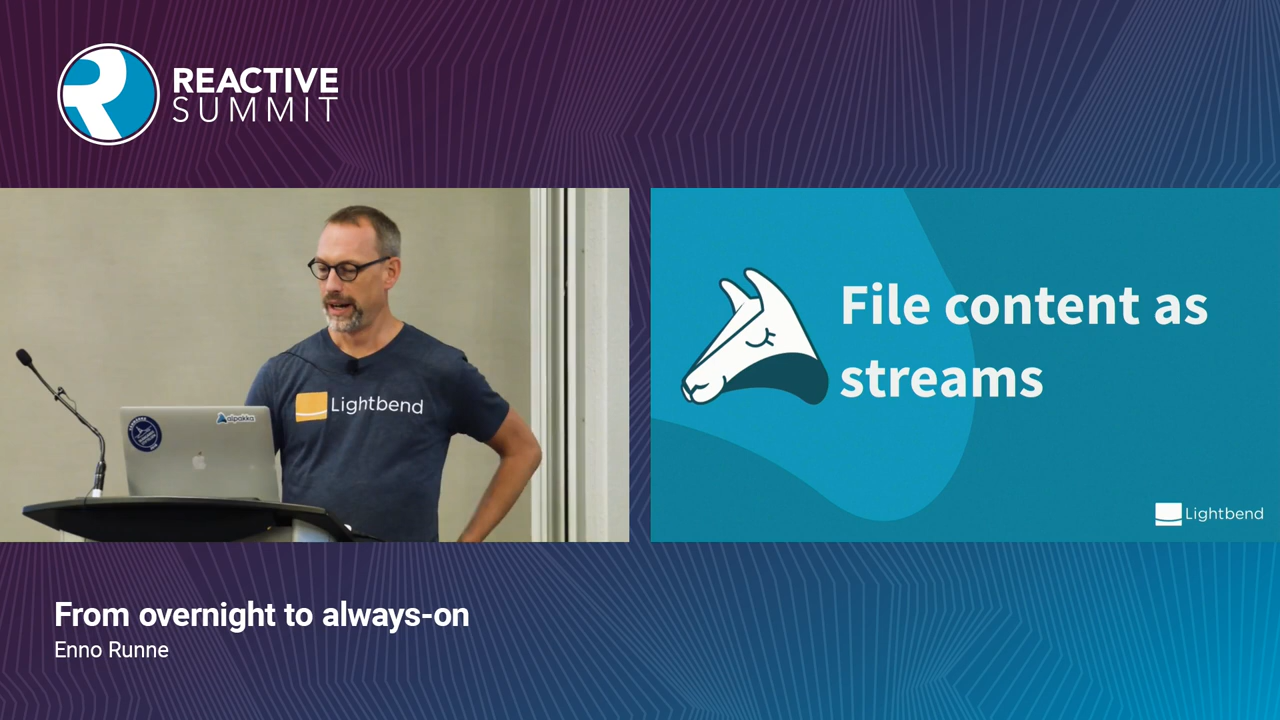 REACTIVE
SUMMIT
Lightbend
alpakka
File content as
streams
Lightbend
From overnight to always-on
Enno Runne